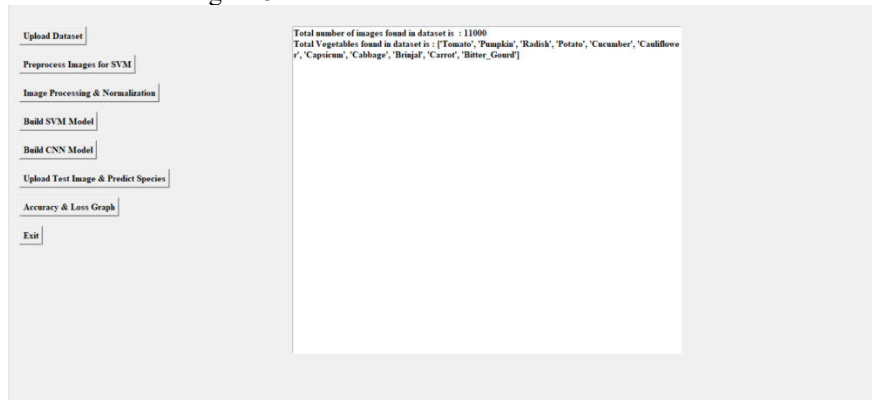 Upload Dataset
Preprocess Images for SVM
Image Processing & Normalization
Build SVM Model
Build CNN Model
Upload Test Image & Predict Species
Accuracy & Loss Graph
Exit
Total number of images found in dataset is : 11000
Total Vegetables found in dataset is : ['Tomato', 'Pumpkin', 'Radish', 'Potato', 'Cucumber', 'Cauliflowe
r', 'Capsicum', 'Cabbage', 'Brinjal', 'Carrot', 'Bitter_Gourd']